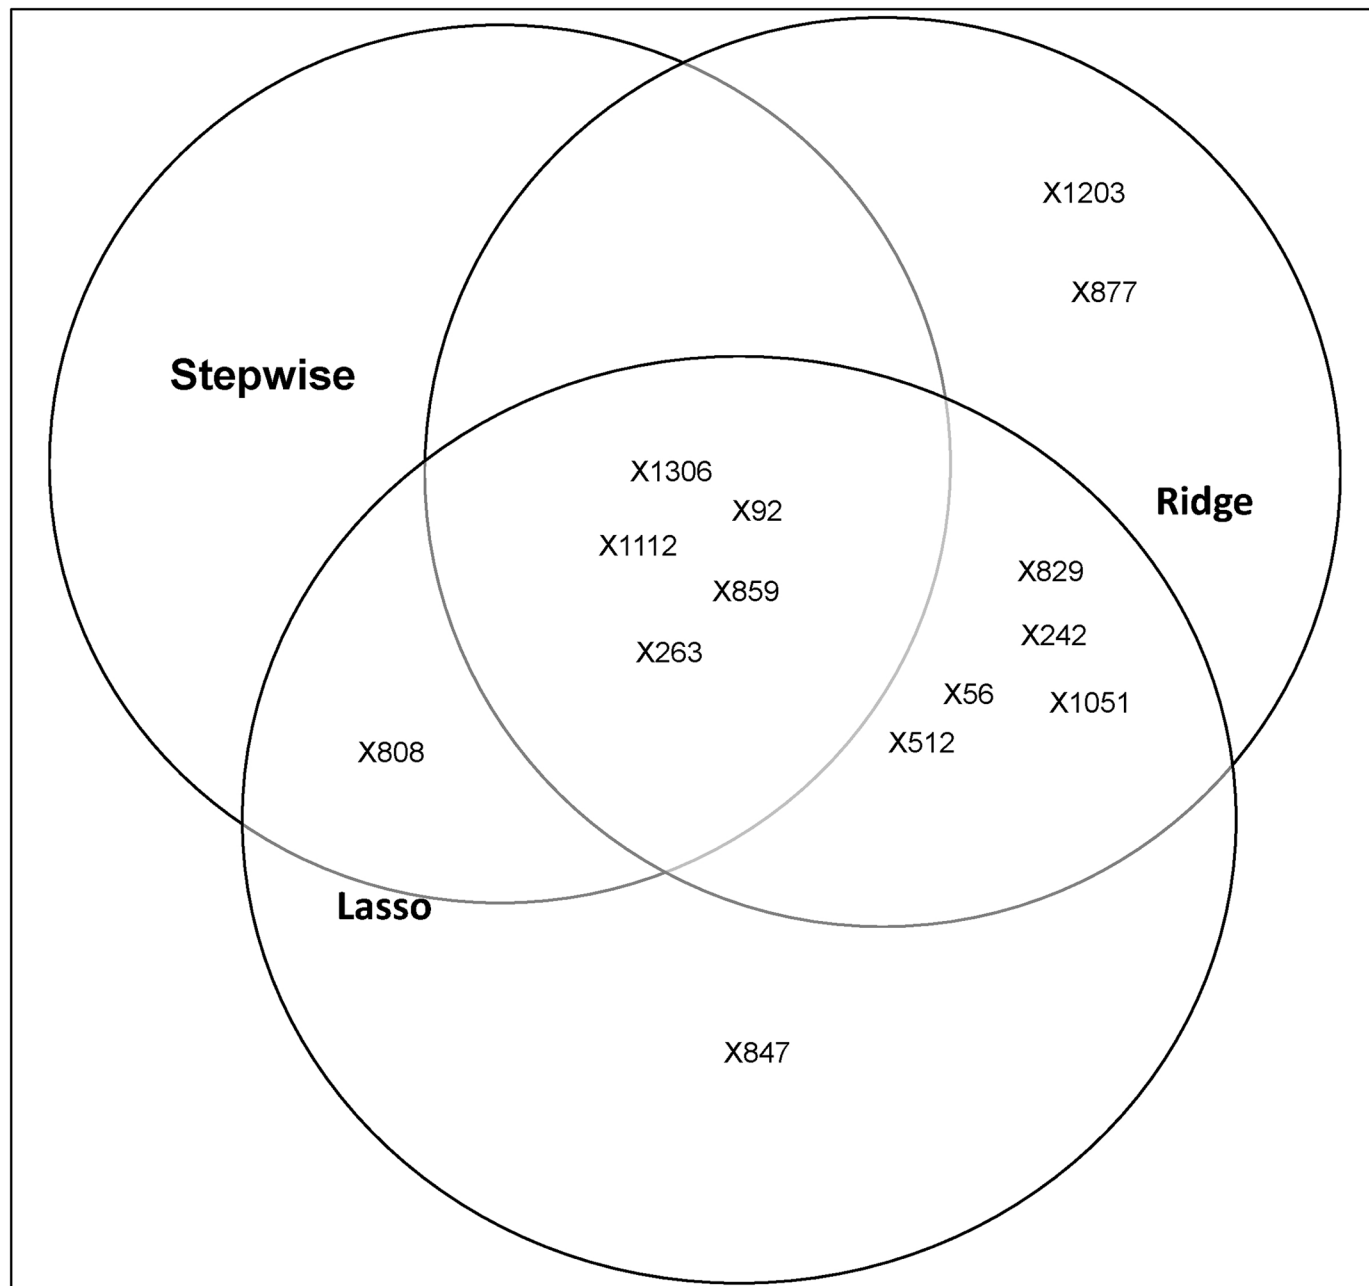 X1203
X877
Stepwise
X1306
Ridge
X92
X1112
X829
X859
X242
X263
X56
X1051
X512
X808
Lasso
X847